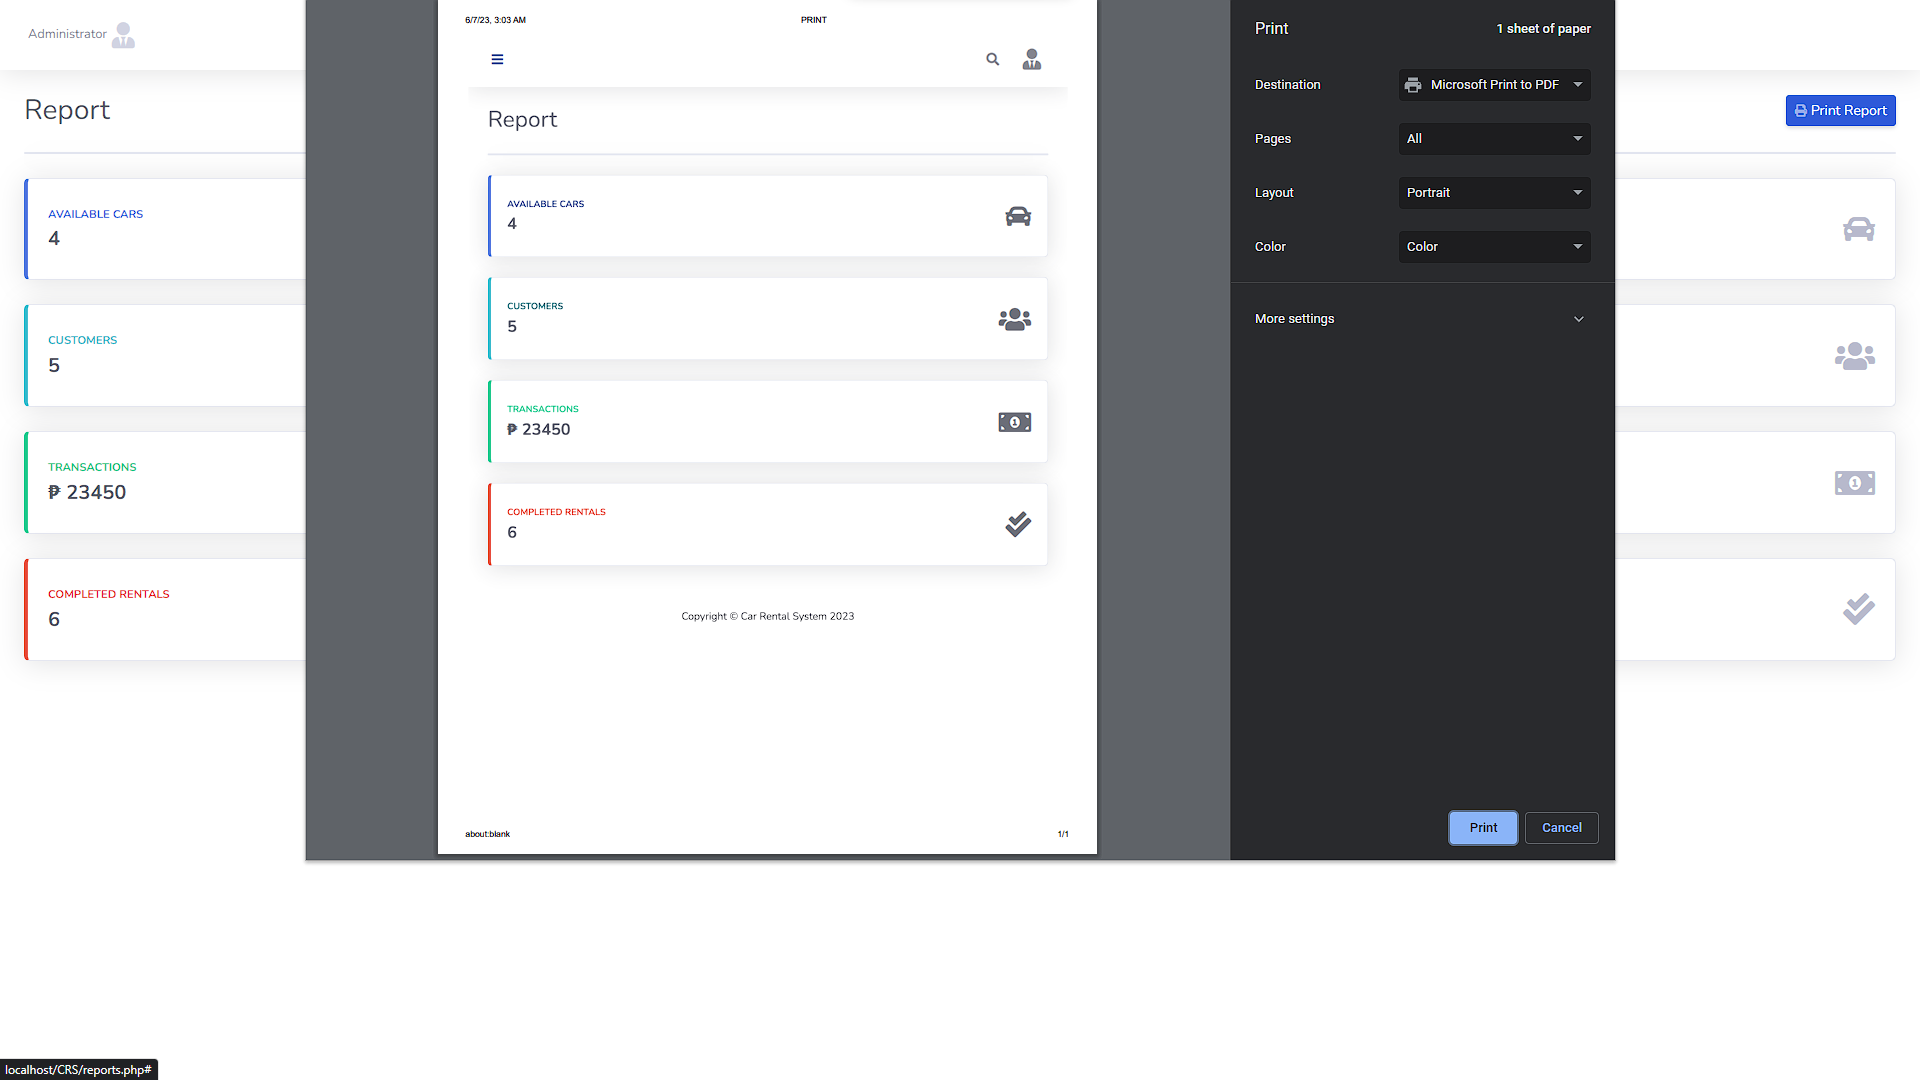 Administrator
Report
Print Report
AVAILABLE CARS
4
CUSTOMERS
5
TRANSACTIONS
₱ 23450
COMPLETED RENTALS
6
6/7/23, 3:03 AM
PRINT
Report
AVAILABLE CARS
4
CUSTOMERS
5
TRANSACTIONS
₱ 23450
COMPLETED RENTALS
6
Copyright © Car Rental System 2023
about:blank
1/1
Print
1 sheet of paper
Destination
Microsoft Print to PDF
Pages
All
Layout
Portrait
Color
Color
More settings
Print
Cancel
localhost/CRS/reports.php#